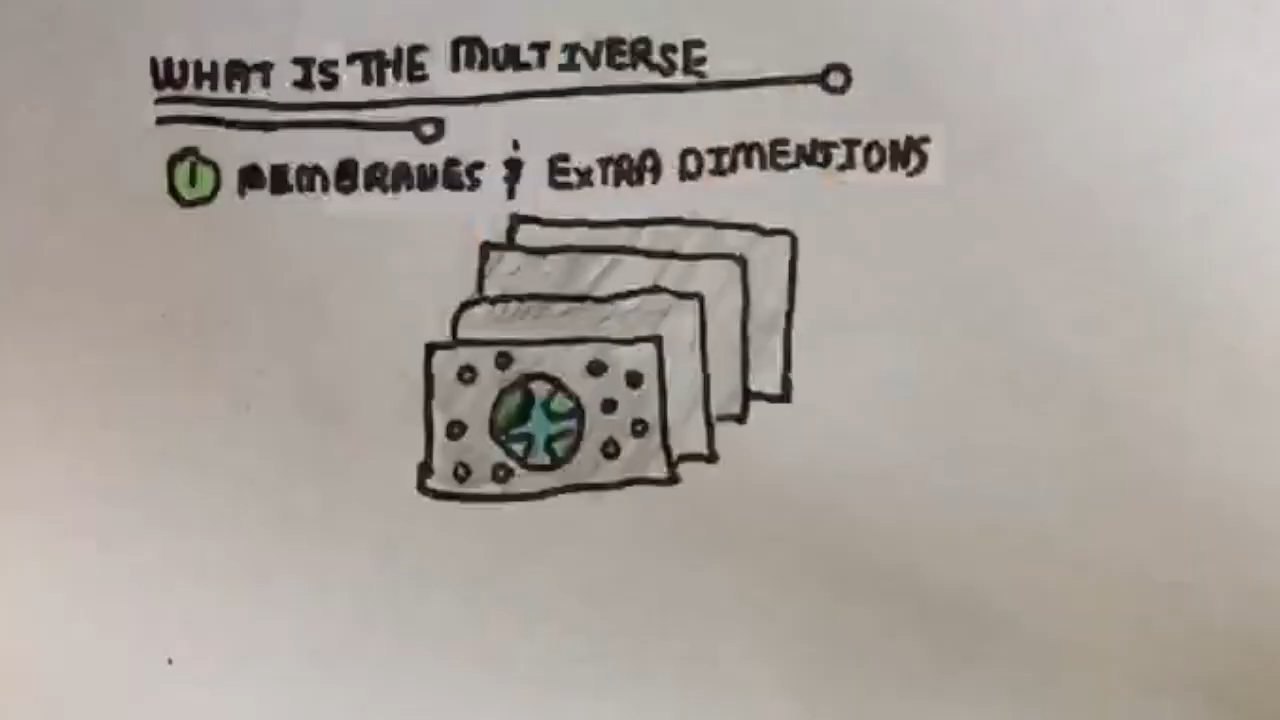 WHAT IS THE MULTIVERSE
1 MEMBRANES & EXTRA DIMENSIONS